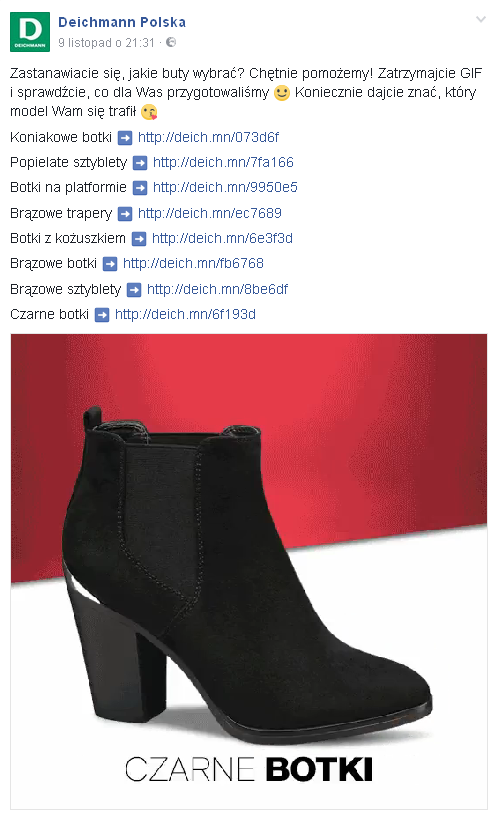 D
DEICHMANN
Deichmann Polska
9 listopad o 21:31 ·
Zastanawiacie się, jakie buty wybrać? Chętnie pomożemy! Zatrzymajcie GIF
i sprawdźcie, co dla Was przygotowaliśmy 🙂 Koniecznie dajcie znać, który
model Wam się trafił 😘
Koniakowe botki ➡ http://deich.mn/073d6f
Popielate sztyblety ➡ http://deich.mn/7fa166
Botki na platformie ➡ http://deich.mn/9950e5
Brązowe trapery ➡ http://deich.mn/ec7689
Botki z kożuszkiem ➡ http://deich.mn/6e3f3d
Brązowe botki ➡ http://deich.mn/fb6768
Brązowe sztyblety ➡ http://deich.mn/8be6df
Czarne botki ➡ http://deich.mn/6f193d
CZARNE BOTKI